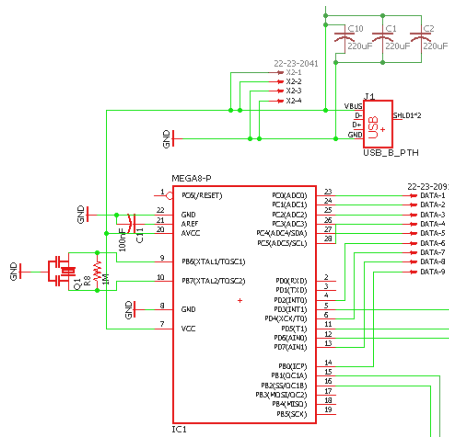 C10
C1
C2
220uF
220uF
220uF
22-23-2041
X2-1
X2-2
X2-3
X2-4
J1
VBUS
D-
D+
GND
SHLD1*2
USB
USB_B_PTH
GND
MEGA8-P
1
PC6(/RESET)
22
GND
21
AREF
20
AVCC
9
PB6(XTAL1/TOSC1)
10
PB7(XTAL2/TOSC2)
8
GND
7
VCC
GND
C11
100nF
GND
Q1
R8
1M
GND
PC0(ADC0) 23
PC1(ADC1) 24
PC2(ADC2) 25
PC3(ADC3) 26
PC4(ADC4/SDA) 27
PC5(ADC5/SCL) 28
PD0(RXD) 2
PD1(TXD) 3
PD2(INT0) 4
PD3(INT1) 5
PD4(XCK/T0) 6
PD5(T1) 11
PD6(AIN0) 12
PD7(AIN1) 13
PB0(ICP) 14
PB1(OC1A) 15
PB2(SS/OC1B) 16
PB3(MOSI/OC2) 17
PB4(MISO) 18
PB5(SCK) 19
IC1
22-23-209
DATA-1
DATA-2
DATA-3
DATA-4
DATA-5
DATA-6
DATA-7
DATA-8
DATA-9